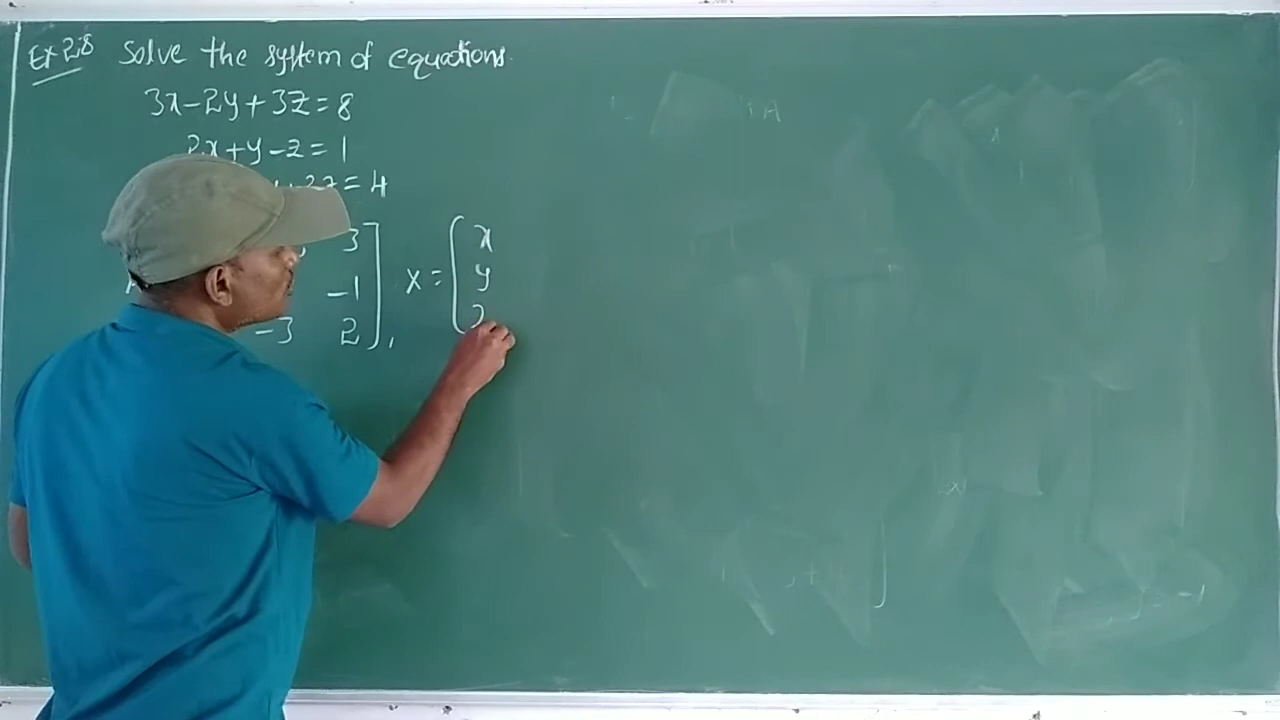 Ex 2.8 Solve the system of equations.
3x-2y+3z=8
2x+y-z=1
+2z=4
3
-1
-3 2 ,
X = [ x
y